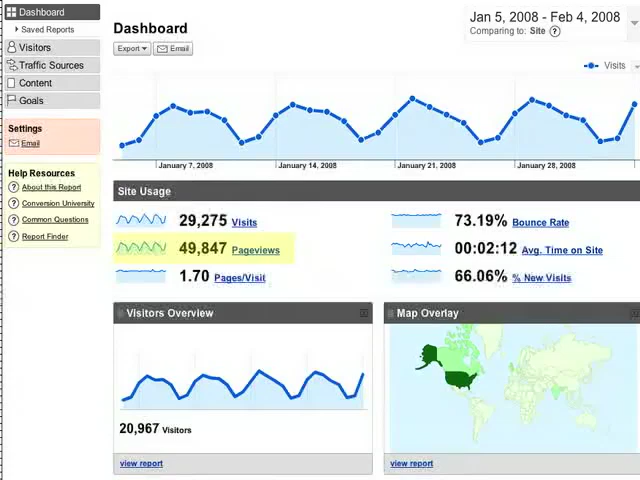 Dashboard
Saved Reports
Visitors
Traffic Sources
Content
Goals
Settings
Email
Help Resources
About this Report
Conversion University
Common Questions
Report Finder
Dashboard
Export
Email
Jan 5, 2008 - Feb 4, 2008
Comparing to: Site
Visits
January 7, 2008
January 14, 2008
January 21, 2008
January 28, 2008
Site Usage
29,275 Visits
49,847 Pageviews
1.70 Pages/Visit
73.19% Bounce Rate
00:02:12 Avg. Time on Site
66.06% % New Visits
Visitors Overview
20,967 Visitors
view report
Map Overlay
view report